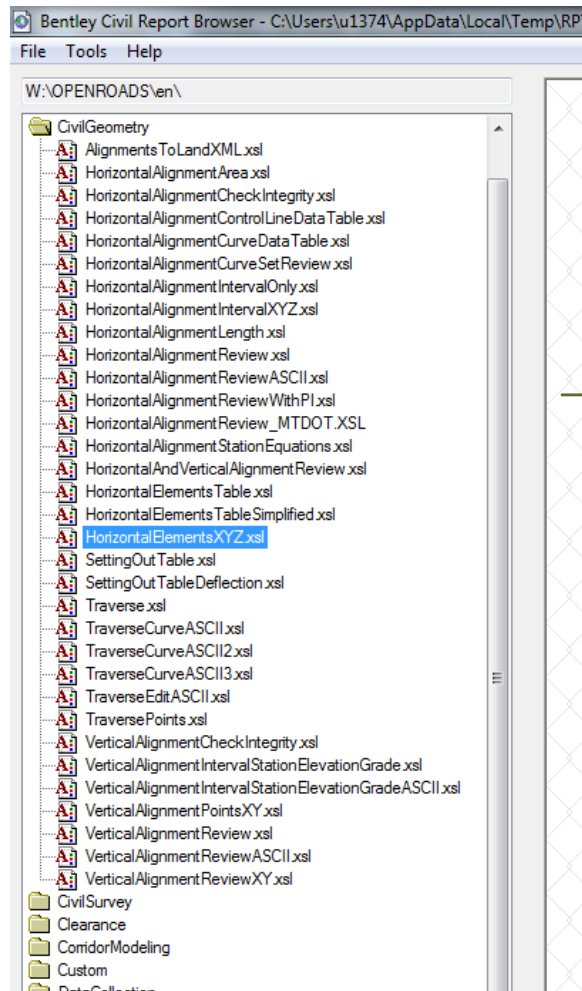 Bentley Civil Report Browser - C:\Users\u1374\AppData\Local\Temp\RP
File Tools Help
W:\OPENROADS\en\
CivilGeometry
AlignmentsToLandXML.xsl
HorizontalAlignmentArea.xsl
HorizontalAlignmentCheckIntegrity.xsl
HorizontalAlignmentControlLineDataTable.xsl
HorizontalAlignmentCurveDataTable.xsl
HorizontalAlignmentCurveSetReview.xsl
HorizontalAlignmentIntervalOnly.xsl
HorizontalAlignmentIntervalXYZ.xsl
HorizontalAlignmentLength.xsl
HorizontalAlignmentReview.xsl
HorizontalAlignmentReviewASCII.xsl
HorizontalAlignmentReviewWithPI.xsl
HorizontalAlignmentReview_MTDOT.XSL
HorizontalAlignmentStationEquations.xsl
HorizontalAndVerticalAlignmentReview.xsl
HorizontalElementsTable.xsl
HorizontalElementsTableSimplified.xsl
HorizontalElementsXYZ.xsl
SettingOutTable.xsl
SettingOutTableDeflection.xsl
Traverse.xsl
TraverseCurveASCII.xsl
TraverseCurveASCII2.xsl
TraverseCurveASCII3.xsl
TraverseEditASCII.xsl
TraversePoints.xsl
VerticalAlignmentCheckIntegrity.xsl
VerticalAlignmentIntervalStationElevationGrade.xsl
VerticalAlignmentIntervalStationElevationGradeASCII.xsl
VerticalAlignmentPointsXY.xsl
VerticalAlignmentReview.xsl
VerticalAlignmentReviewASCII.xsl
VerticalAlignmentReviewXY.xsl
CivilSurvey
Clearance
CorridorModeling
Custom
DataCollection